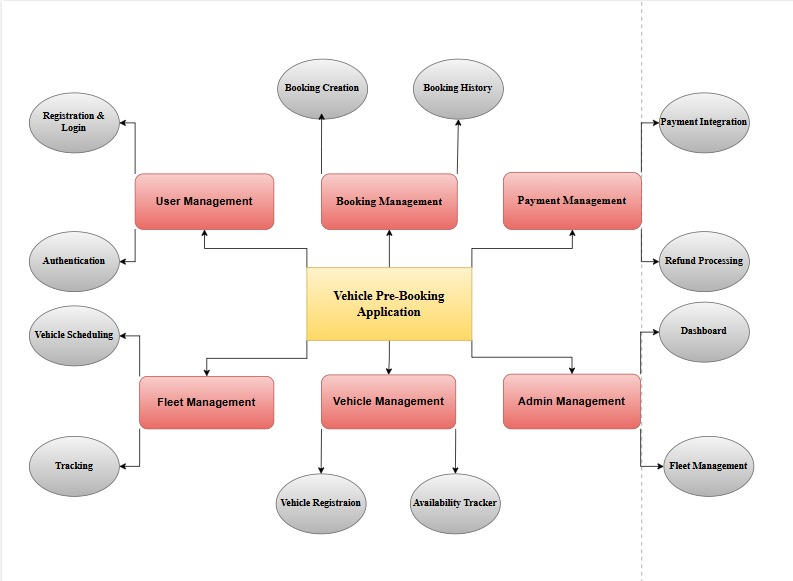 Booking Creation
Booking History
Registration &
Login
Payment Integration
User Management
Booking Management
Payment Management
Authentication
Refund Processing
Vehicle Pre-Booking
Application
Vehicle Scheduling
Dashboard
Fleet Management
Vehicle Management
Admin Management
Tracking
Fleet Management
Vehicle Registraion
Availability Tracker